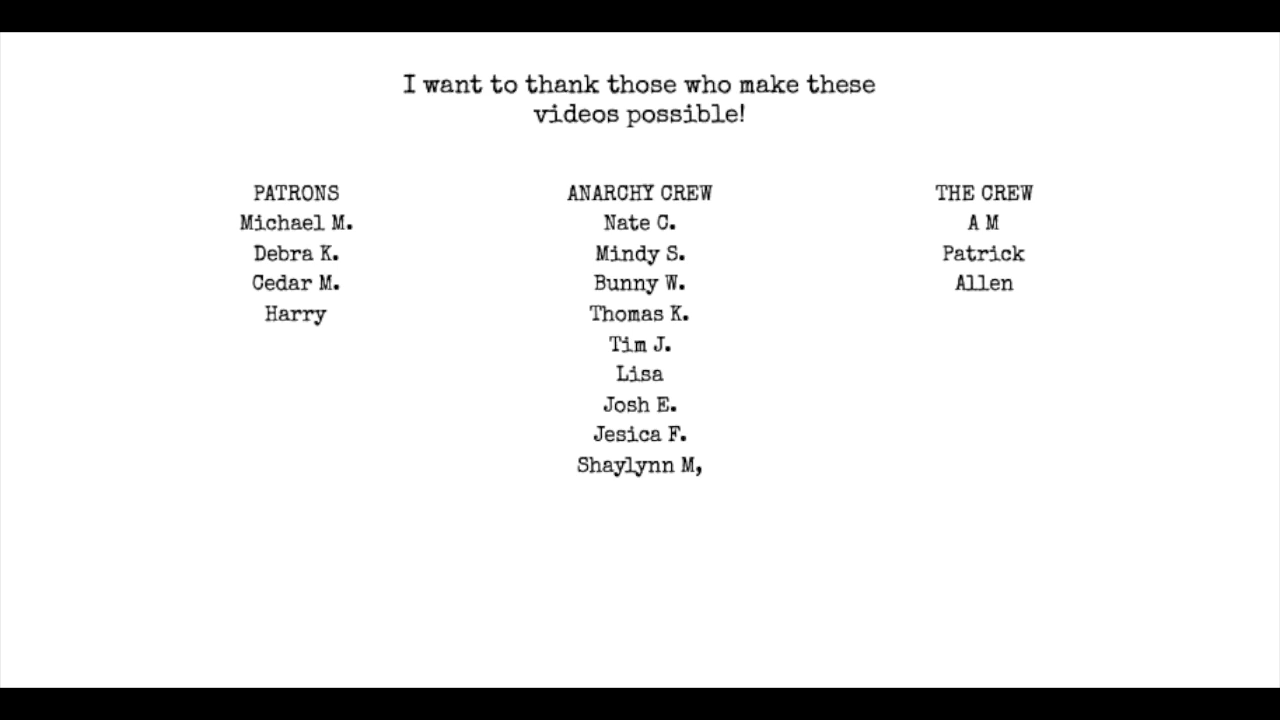 I want to thank those who make these
videos possible!
PATRONS
Michael M.
Debra K.
Cedar M.
Harry
ANARCHY CREW
Nate C.
Mindy S.
Bunny W.
Thomas K.
Tim J.
Lisa
Josh E.
Jesica F.
Shaylynn M,
THE CREW
A M
Patrick
Allen